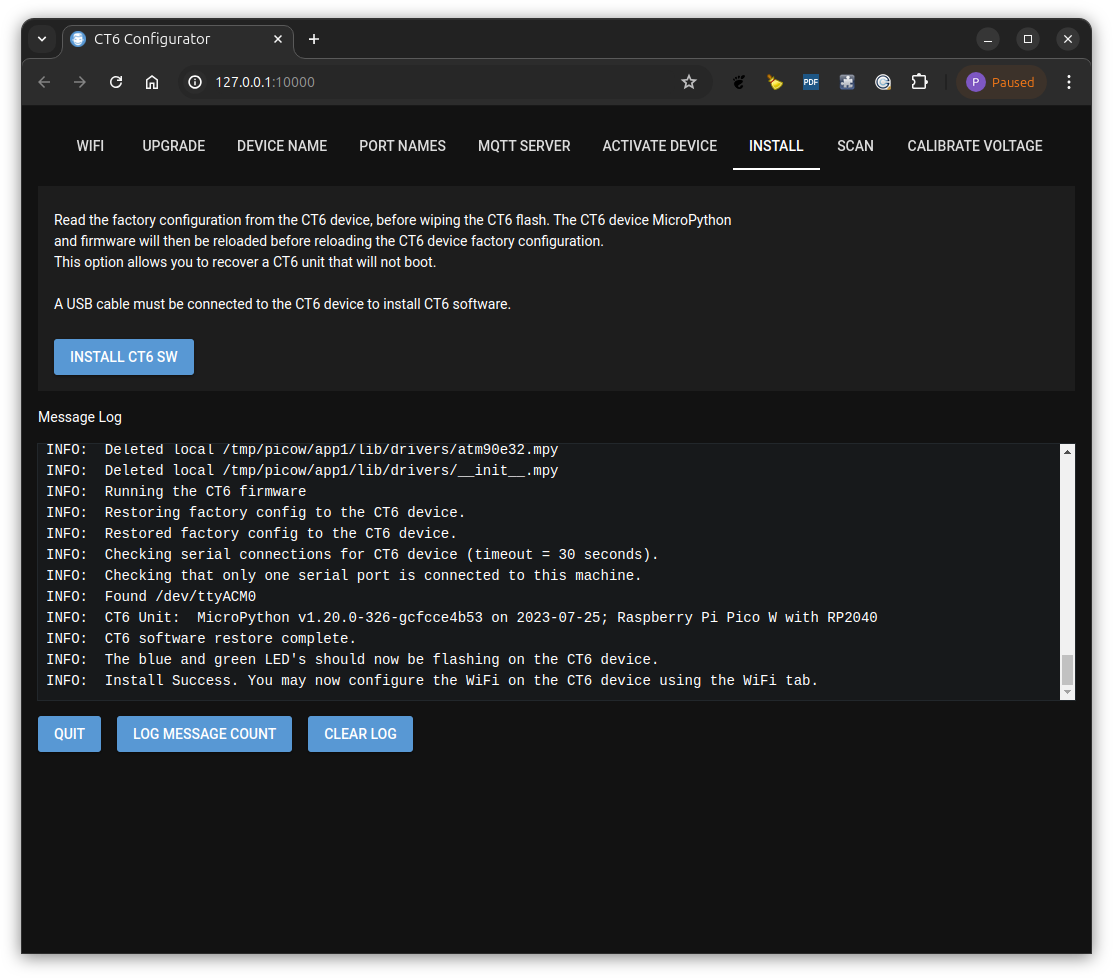 CT6 Configurator
127.0.0.1:10000
PDF
P Paused
WIFI UPGRADE DEVICE NAME PORT NAMES MQTT SERVER ACTIVATE DEVICE INSTALL SCAN CALIBRATE VOLTAGE
Read the factory configuration from the CT6 device, before wiping the CT6 flash. The CT6 device MicroPython
and firmware will then be reloaded before reloading the CT6 device factory configuration.
This option allows you to recover a CT6 unit that will not boot.
A USB cable must be connected to the CT6 device to install CT6 software.
INSTALL CT6 SW
Message Log
INFO: Deleted local /tmp/picow/app1/lib/drivers/atm90e32.mpy
INFO: Deleted local /tmp/picow/app1/lib/drivers/__init__.mpy
INFO: Running the CT6 firmware
INFO: Restoring factory config to the CT6 device.
INFO: Restored factory config to the CT6 device.
INFO: Checking serial connections for CT6 device (timeout = 30 seconds).
INFO: Checking that only one serial port is connected to this machine.
INFO: Found /dev/ttyACM0
INFO: CT6 Unit: MicroPython v1.20.0-326-gcfcce4b53 on 2023-07-25; Raspberry Pi Pico W with RP2040
INFO: CT6 software restore complete.
INFO: The blue and green LED's should now be flashing on the CT6 device.
INFO: Install Success. You may now configure the WiFi on the CT6 device using the WiFi tab.
QUIT LOG MESSAGE COUNT CLEAR LOG